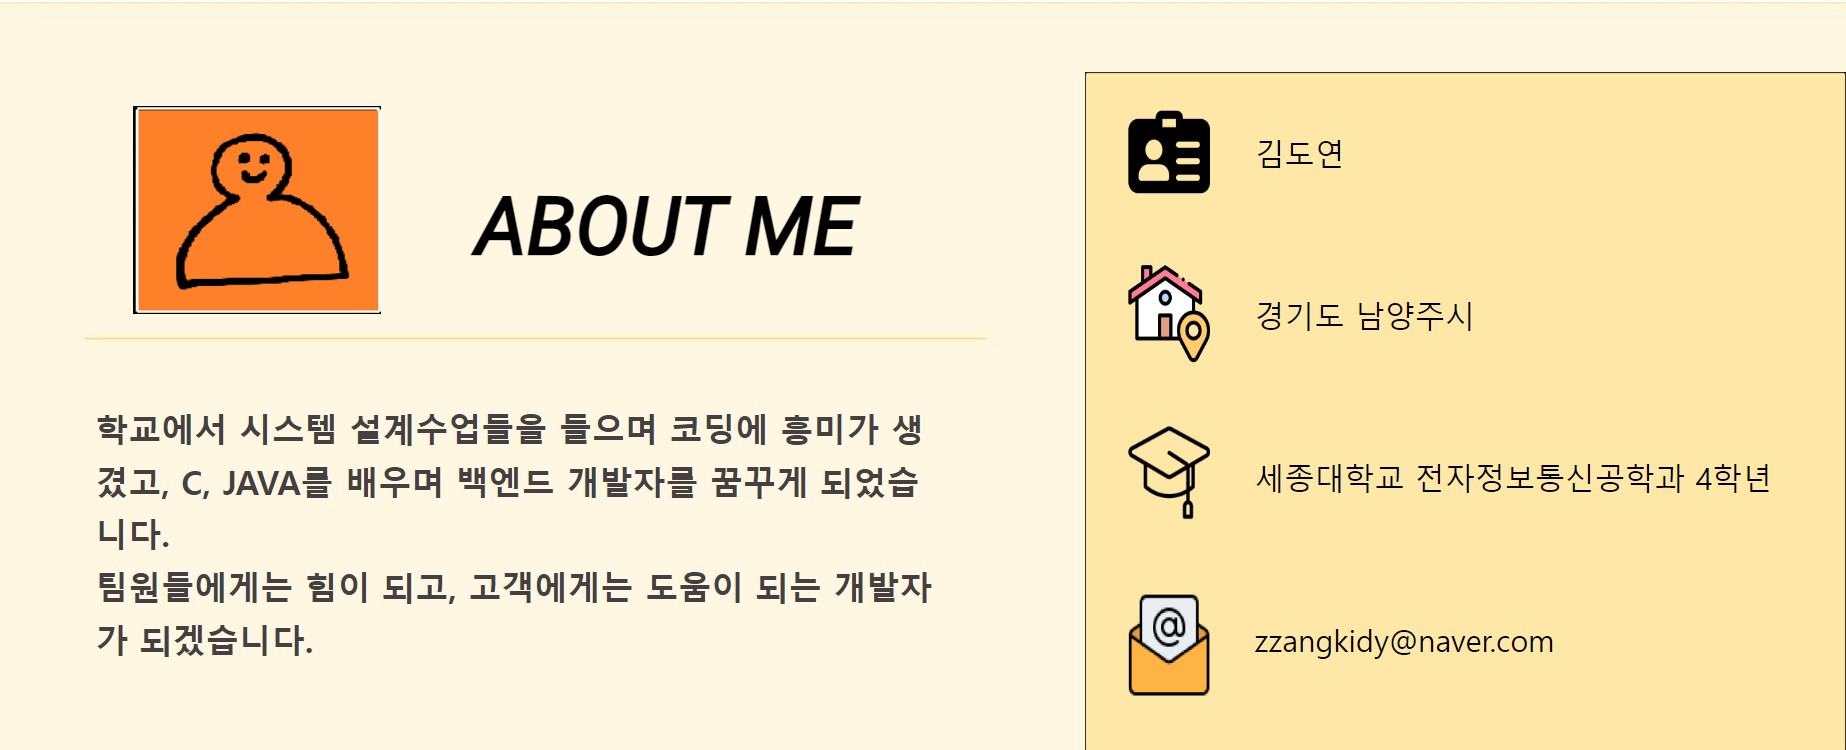 ABOUT ME
학교에서 시스템 설계수업들을 들으며 코딩에 흥미가 생
겼고, C, JAVA를 배우며 백엔드 개발자를 꿈꾸게 되었습
니다.
팀원들에게는 힘이 되고, 고객에게는 도움이 되는 개발자
가 되겠습니다.
김도연
경기도 남양주시
세종대학교 전자정보통신공학과 4학년
@
zzangkidy@naver.com